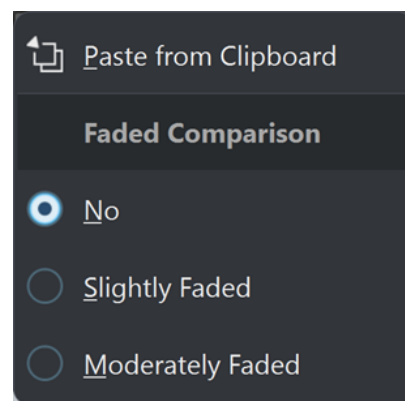 Paste from Clipboard
Faded Comparison
No
Slightly Faded
Moderately Faded